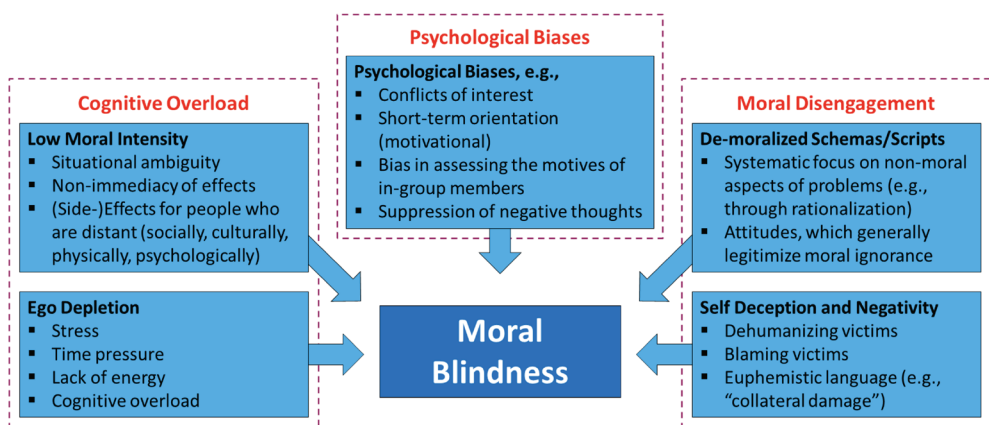 Psychological Biases
Psychological Biases, e.g.,
▪ Conflicts of interest
▪ Short-term orientation
(motivational)
▪ Bias in assessing the motives of
in-group members
▪ Suppression of negative thoughts
Cognitive Overload
Low Moral Intensity
▪ Situational ambiguity
▪ Non-immediacy of effects
▪ (Side-)Effects for people who
are distant (socially, culturally,
physically, psychologically)
Ego Depletion
▪ Stress
▪ Time pressure
▪ Lack of energy
▪ Cognitive overload
Moral
Blindness
Moral Disengagement
De-moralized Schemas/Scripts
▪ Systematic focus on non-moral
aspects of problems (e.g.,
through rationalization)
▪ Attitudes, which generally
legitimize moral ignorance
Self Deception and Negativity
▪ Dehumanizing victims
▪ Blaming victims
▪ Euphemistic language (e.g.,
“collateral damage”)